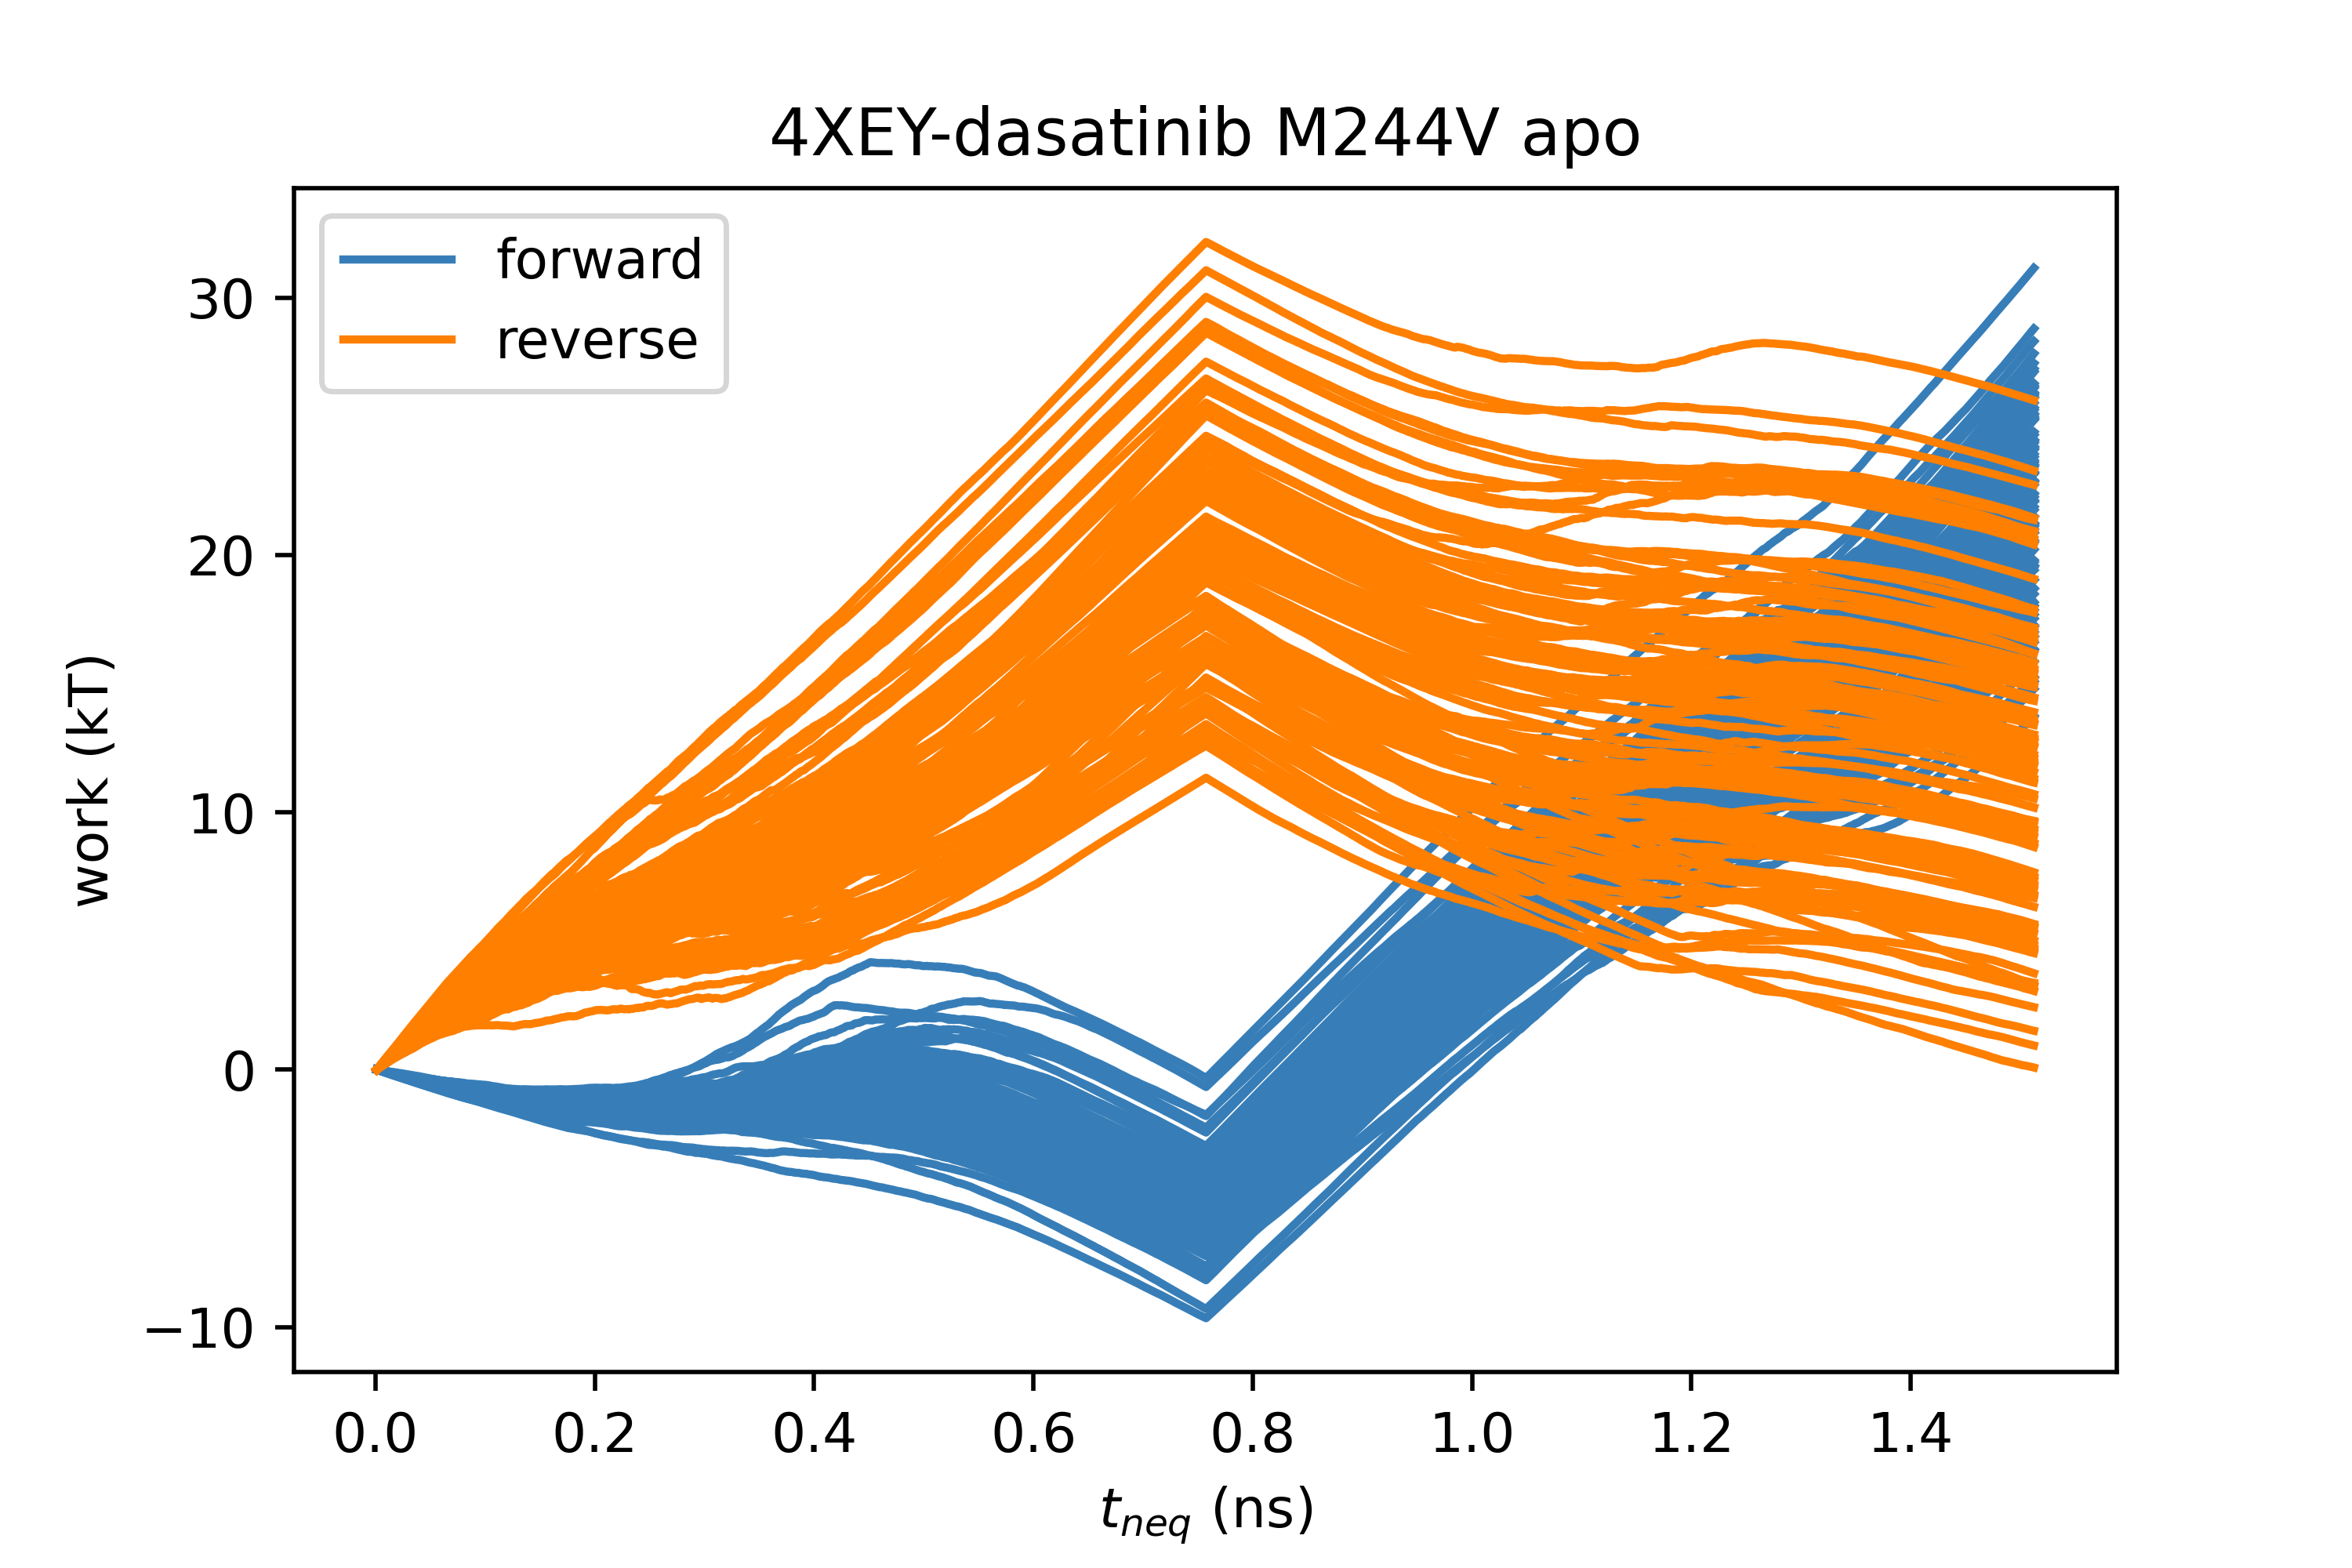 4XEY-dasatinib M244V apo
forward
reverse
work (kT)
30
20
10
0
−10
0.0 0.2 0.4 0.6 0.8 1.0 1.2 1.4
t_neq (ns)